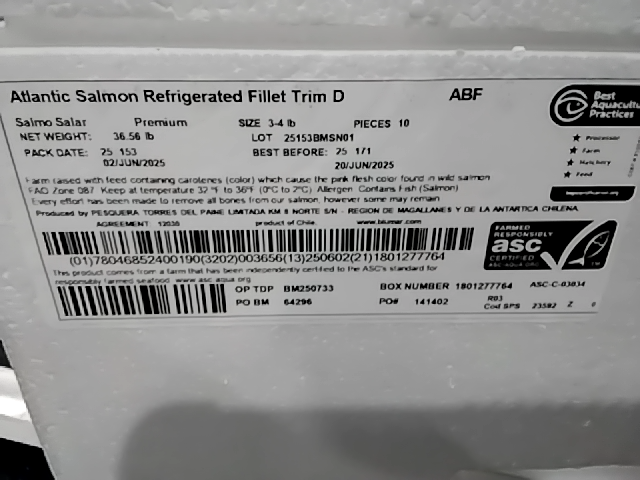 Atlantic Salmon Refrigerated Fillet Trim D ABF
Salmo Salar Premium SIZE 3-4 lb PIECES 10
NET WEIGHT: 36.56 lb LOT 25153BMSN01
PACK DATE: 25 153 BEST BEFORE: 25 171
02/JUN/2025 20/JUN/2025
Farm raised with feed containing carotenes (color) which cause the pink flesh color found in wild salmon
FAO Zone 087 Keep at temperature 32 °F to 36°F (0°C to 2°C) Allergen: Contains Fish (Salmon)
Every effort has been made to remove all bones from our salmon, however some may remain
Produced by PESQUERA TORRES DEL PAINE LIMITADA KM 8 NORTE S/N - REGION DE MAGALLANES Y DE LA ANTARTICA CHILENA.
AGREEMENT: 12038 product of Chile. www.blumar.com
(01)78046852400190(3202)003656(13)250602(21)1801277764
This product comes from a farm that has been independently certified to the ASC's standard for
responsibly farmed seafood. www.asc.aqua.org
OP TDP BM250733 BOX NUMBER 1801277764 ASC-C-03034
PO BM 64296 PO# 141402 R03
Cod SPS 23592 Z
Best
Aquaculture
Practices
Processor
Farm
Hatchery
Feed
FARMED
RESPONSIBLY
asc
CERTIFIED
ASC-AQUA.ORG
TM